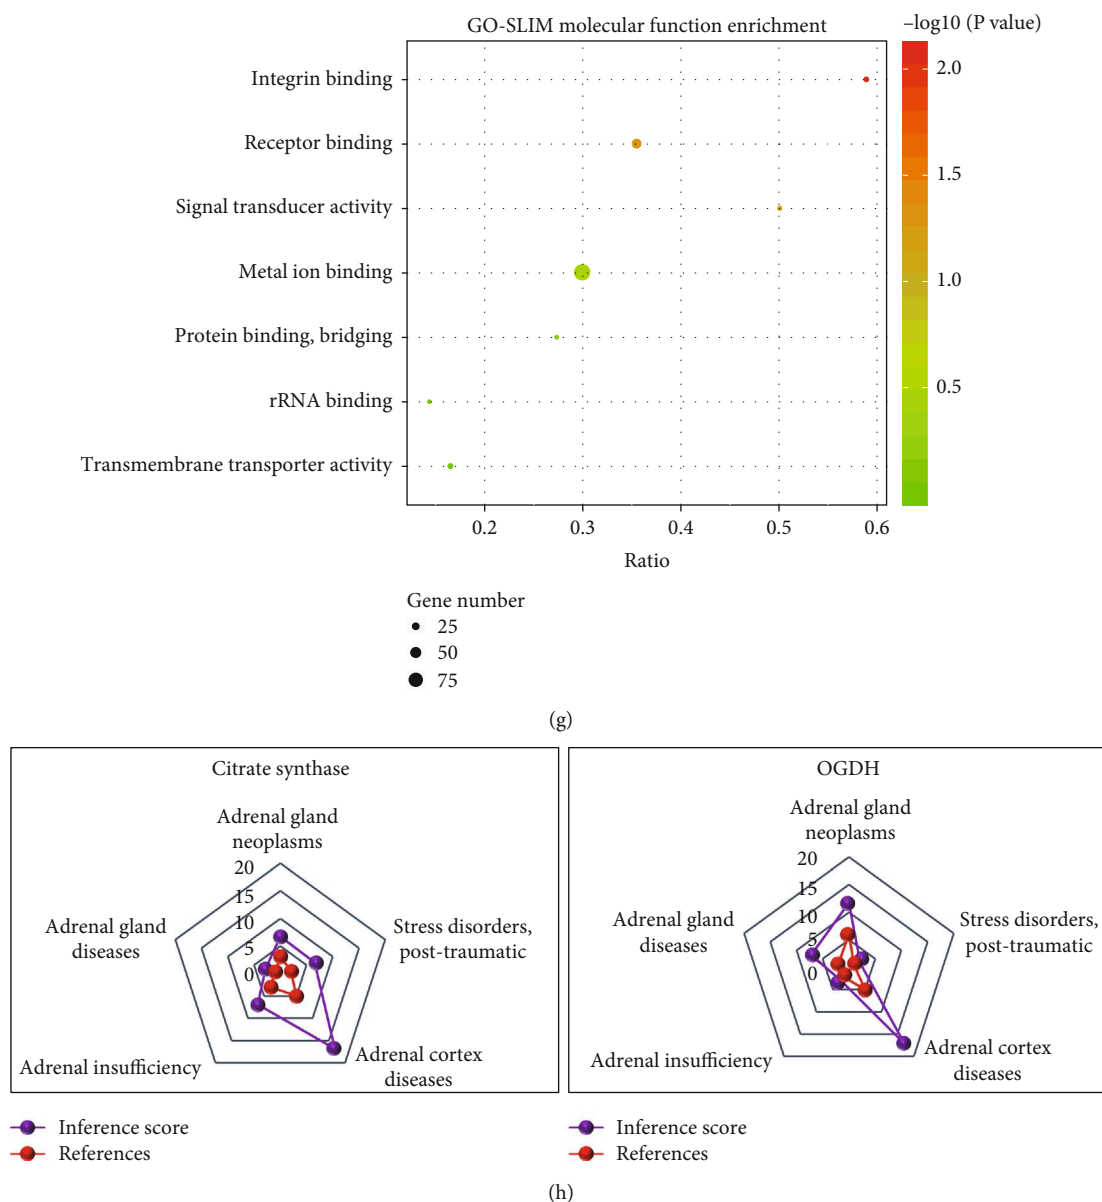 GO-SLIM molecular function enrichment
−log10 (P value)
Integrin binding
Receptor binding
Signal transducer activity
Metal ion binding
Protein binding, bridging
rRNA binding
Transmembrane transporter activity
2.0
1.5
1.0
0.5
0.2 0.3 0.4 0.5 0.6
Ratio
Gene number
25
50
75
(g)
Citrate synthase
Adrenal gland
neoplasms
20
15
10
5
0
Adrenal gland
diseases
Stress disorders,
post-traumatic
Adrenal insufficiency
Adrenal cortex
diseases
Inference score
References
OGDH
Adrenal gland
neoplasms
20
15
10
5
0
Adrenal gland
diseases
Stress disorders,
post-traumatic
Adrenal insufficiency
Adrenal cortex
diseases
Inference score
References
(h)